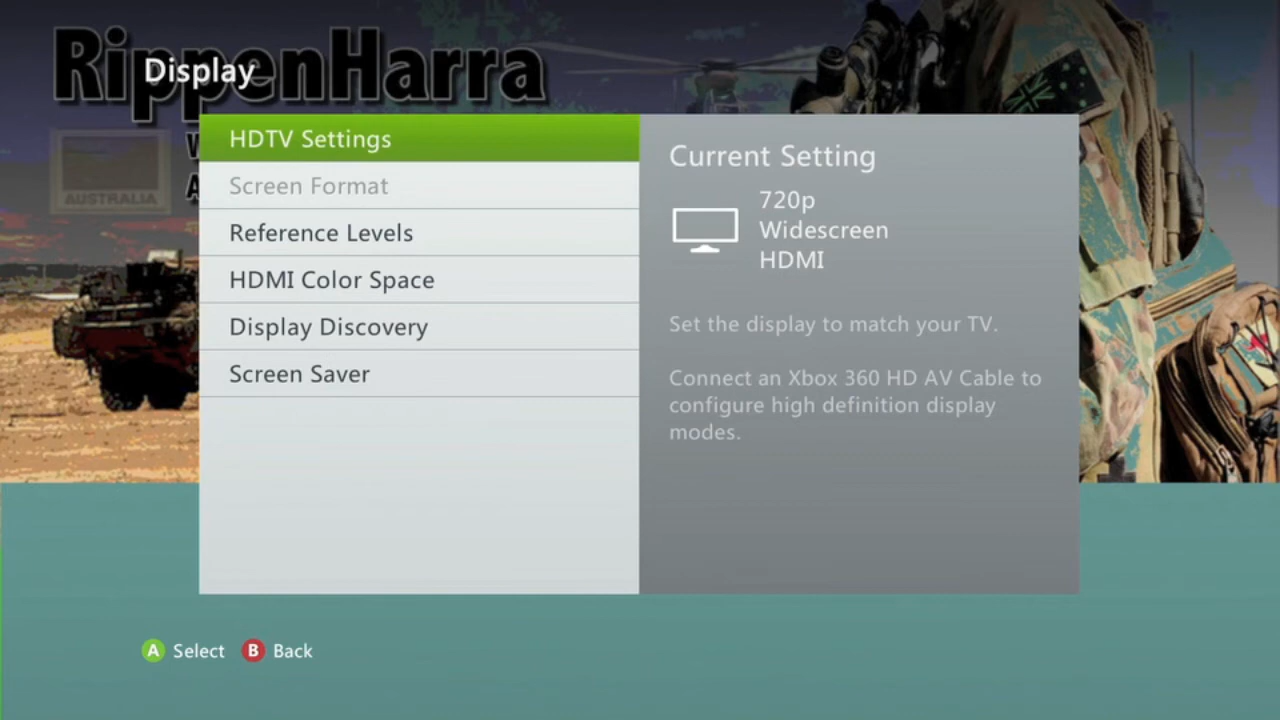 RippenHarra
Display
AUSTRALIA
HDTV Settings
Screen Format
Reference Levels
HDMI Color Space
Display Discovery
Screen Saver
Current Setting
720p
Widescreen
HDMI
Set the display to match your TV.
Connect an Xbox 360 HD AV Cable to
configure high definition display
modes.
A Select B Back